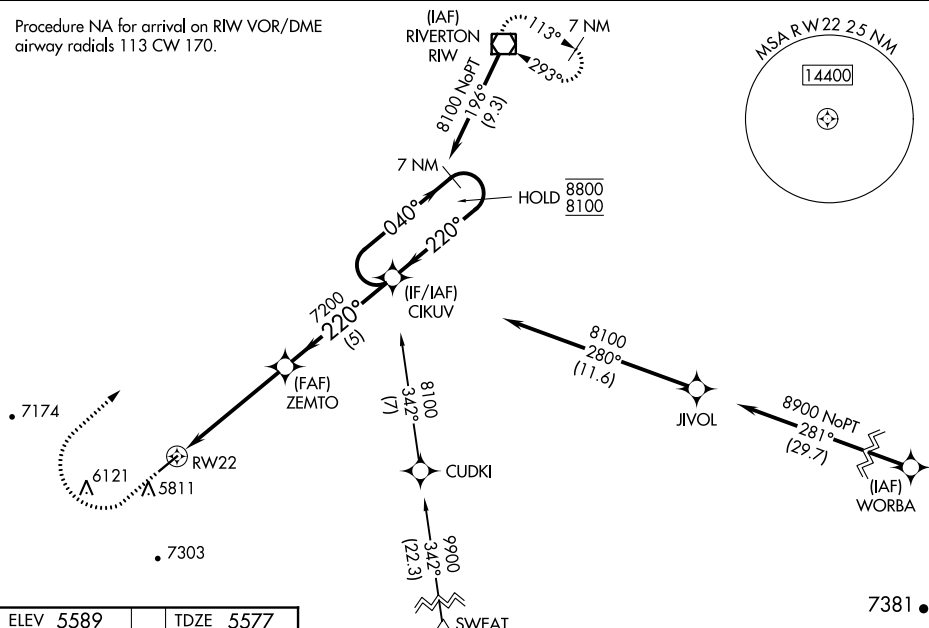 Procedure NA for arrival on RIW VOR/DME
airway radials 113 CW 170.
(IAF)
RIVERTON
RIW
113°
7 NM
293°
8100 NoPT
196°
(9.3)
MSA RW22 25 NM
14400
7 NM
HOLD
8800
8100
040°
220°
(IF/IAF)
CIKUV
7200
220°
(5)
(FAF)
ZEMTO
8100
280°
(11.6)
JIVOL
8100
342°
(7)
8900 NoPT
281°
(29.7)
(IAF)
WORBA
7174
RW22
6121
5811
CUDKI
7303
9900
342°
(22.3)
SWEAT
7381
ELEV 5589
TDZE 5577